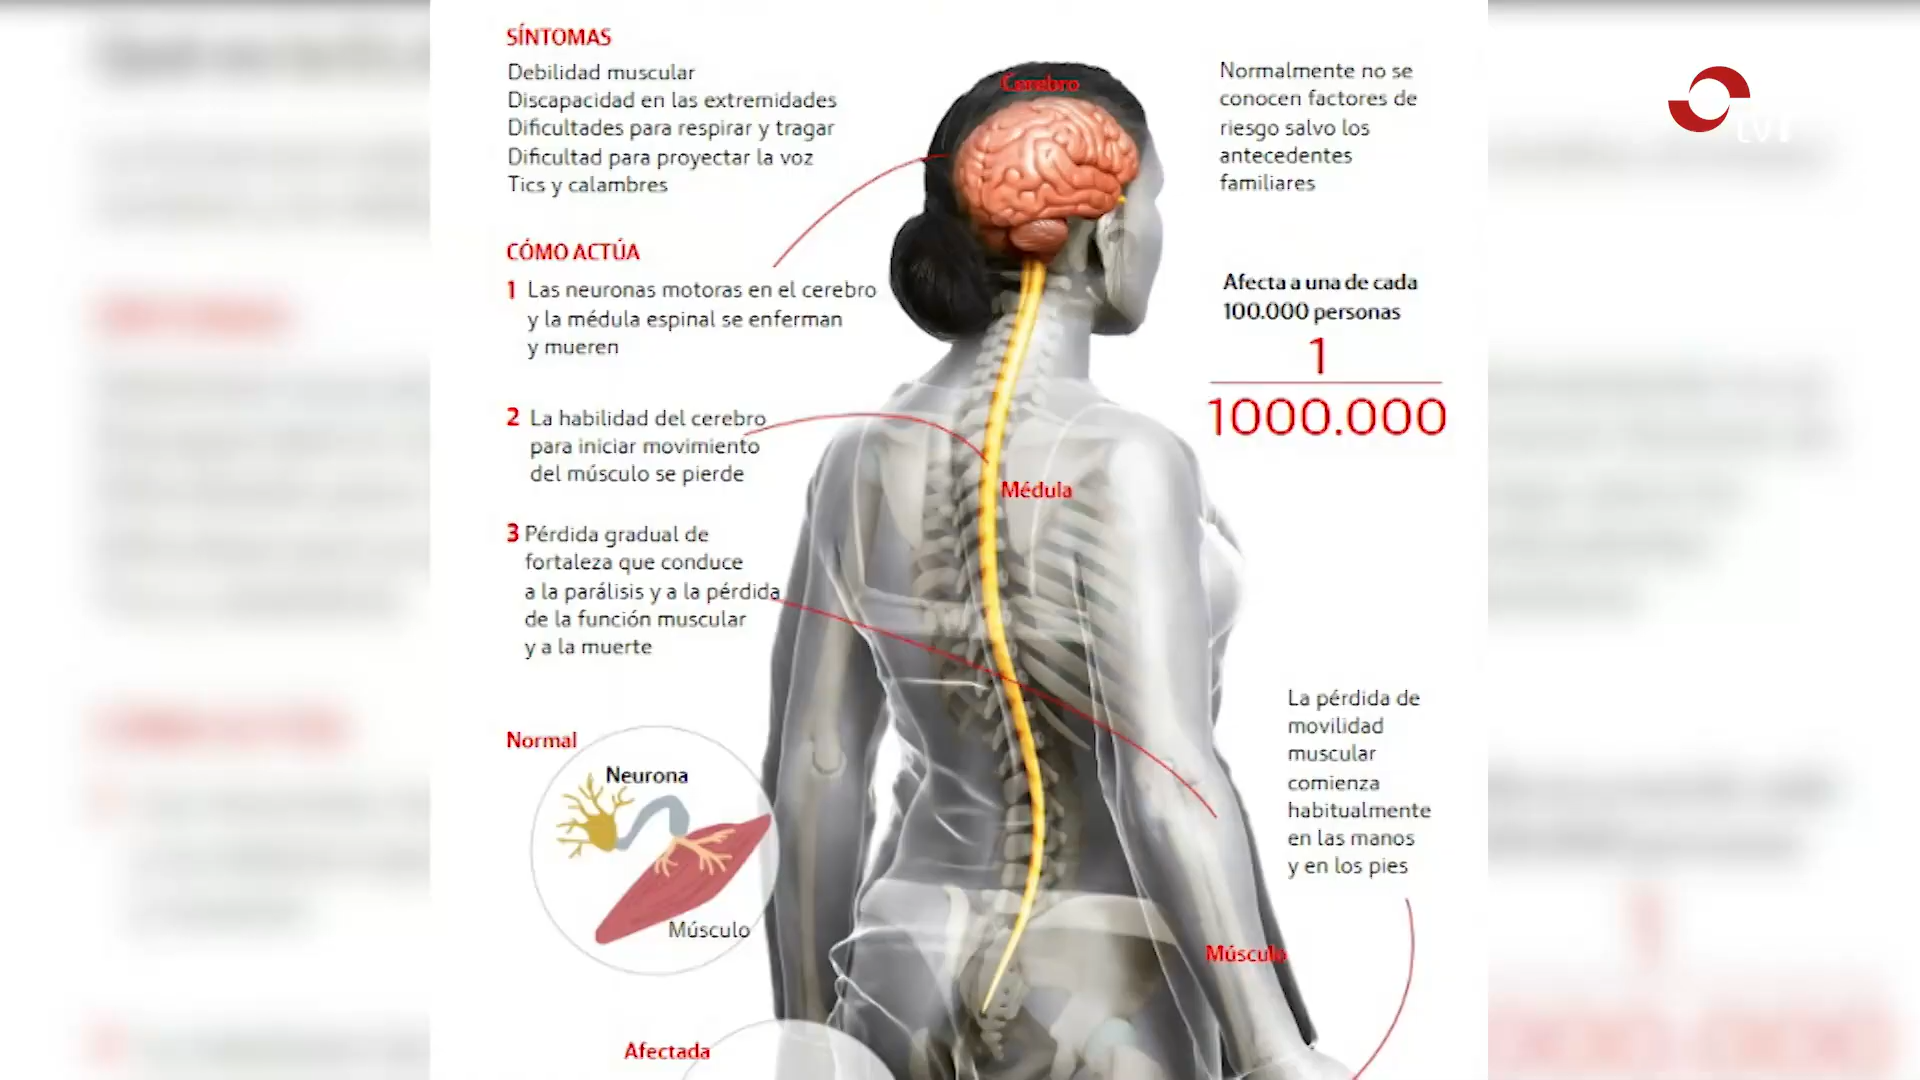 SÍNTOMAS
Debilidad muscular
Discapacidad en las extremidades
Dificultades para respirar y tragar
Dificultad para proyectar la voz
Tics y calambres
CÓMO ACTÚA
1 Las neuronas motoras en el cerebro
y la médula espinal se enferman
y mueren
2 La habilidad del cerebro
para iniciar movimiento
del músculo se pierde
3 Pérdida gradual de
fortaleza que conduce
a la parálisis y a la pérdida
de la función muscular
y a la muerte
Normal
Neurona
Músculo
Afectada
Cerebro
Médula
Músculo
Normalmente no se
conocen factores de
riesgo salvo los
antecedentes
familiares
Afecta a una de cada
100.000 personas
1
1000.000
La pérdida de
movilidad
muscular
comienza
habitualmente
en las manos
y en los pies
tvr